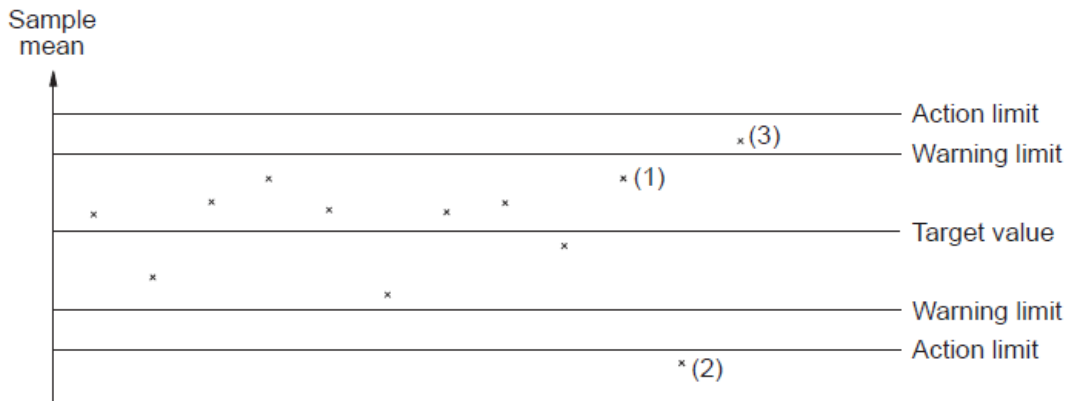 Sample
mean
Action limit
(3)
Warning limit
(1)
Target value
Warning limit
Action limit
(2)